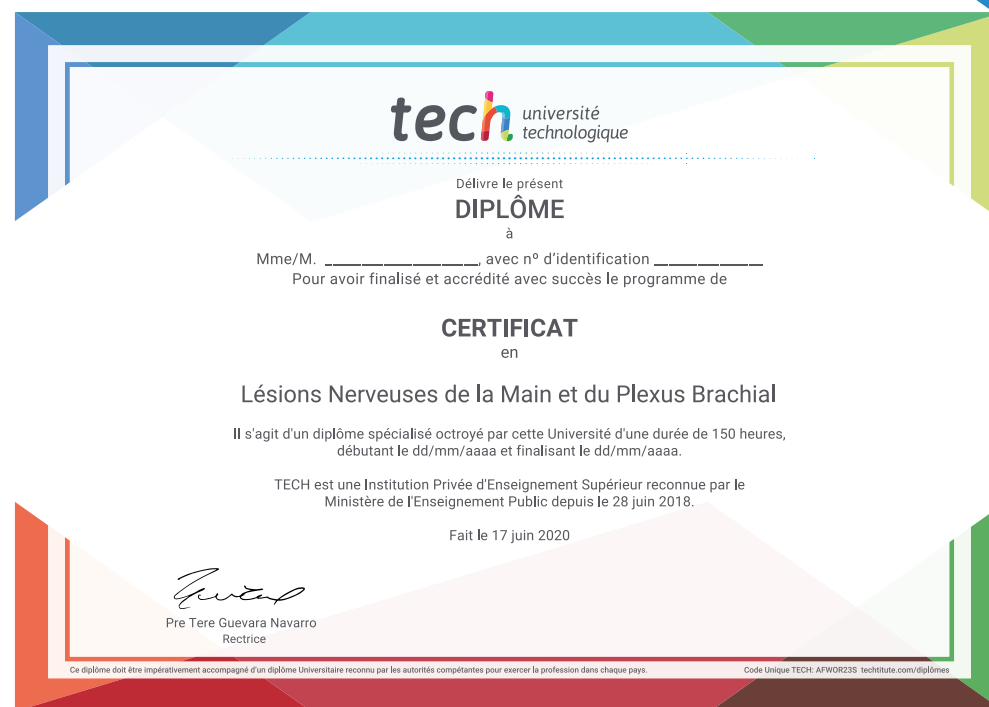 tech université
technologique
Délivre le présent
DIPLÔME
à
Mme/M. ____________________, avec nº d'identification ______________
Pour avoir finalisé et accrédité avec succès le programme de
CERTIFICAT
en
Lésions Nerveuses de la Main et du Plexus Brachial
Il s'agit d'un diplôme spécialisé octroyé par cette Université d'une durée de 150 heures,
débutant le dd/mm/aaaa et finalisant le dd/mm/aaaa.
TECH est une Institution Privée d'Enseignement Supérieur reconnue par le
Ministère de l'Enseignement Public depuis le 28 juin 2018.
Fait le 17 juin 2020
Pre Tere Guevara Navarro
Rectrice
Ce diplôme doit être impérativement accompagné d'un diplôme Universitaire reconnu par les autorités compétantes pour exercer la profession dans chaque pays.
Code Unique TECH: AFWOR23S techtitute.com/diplômes